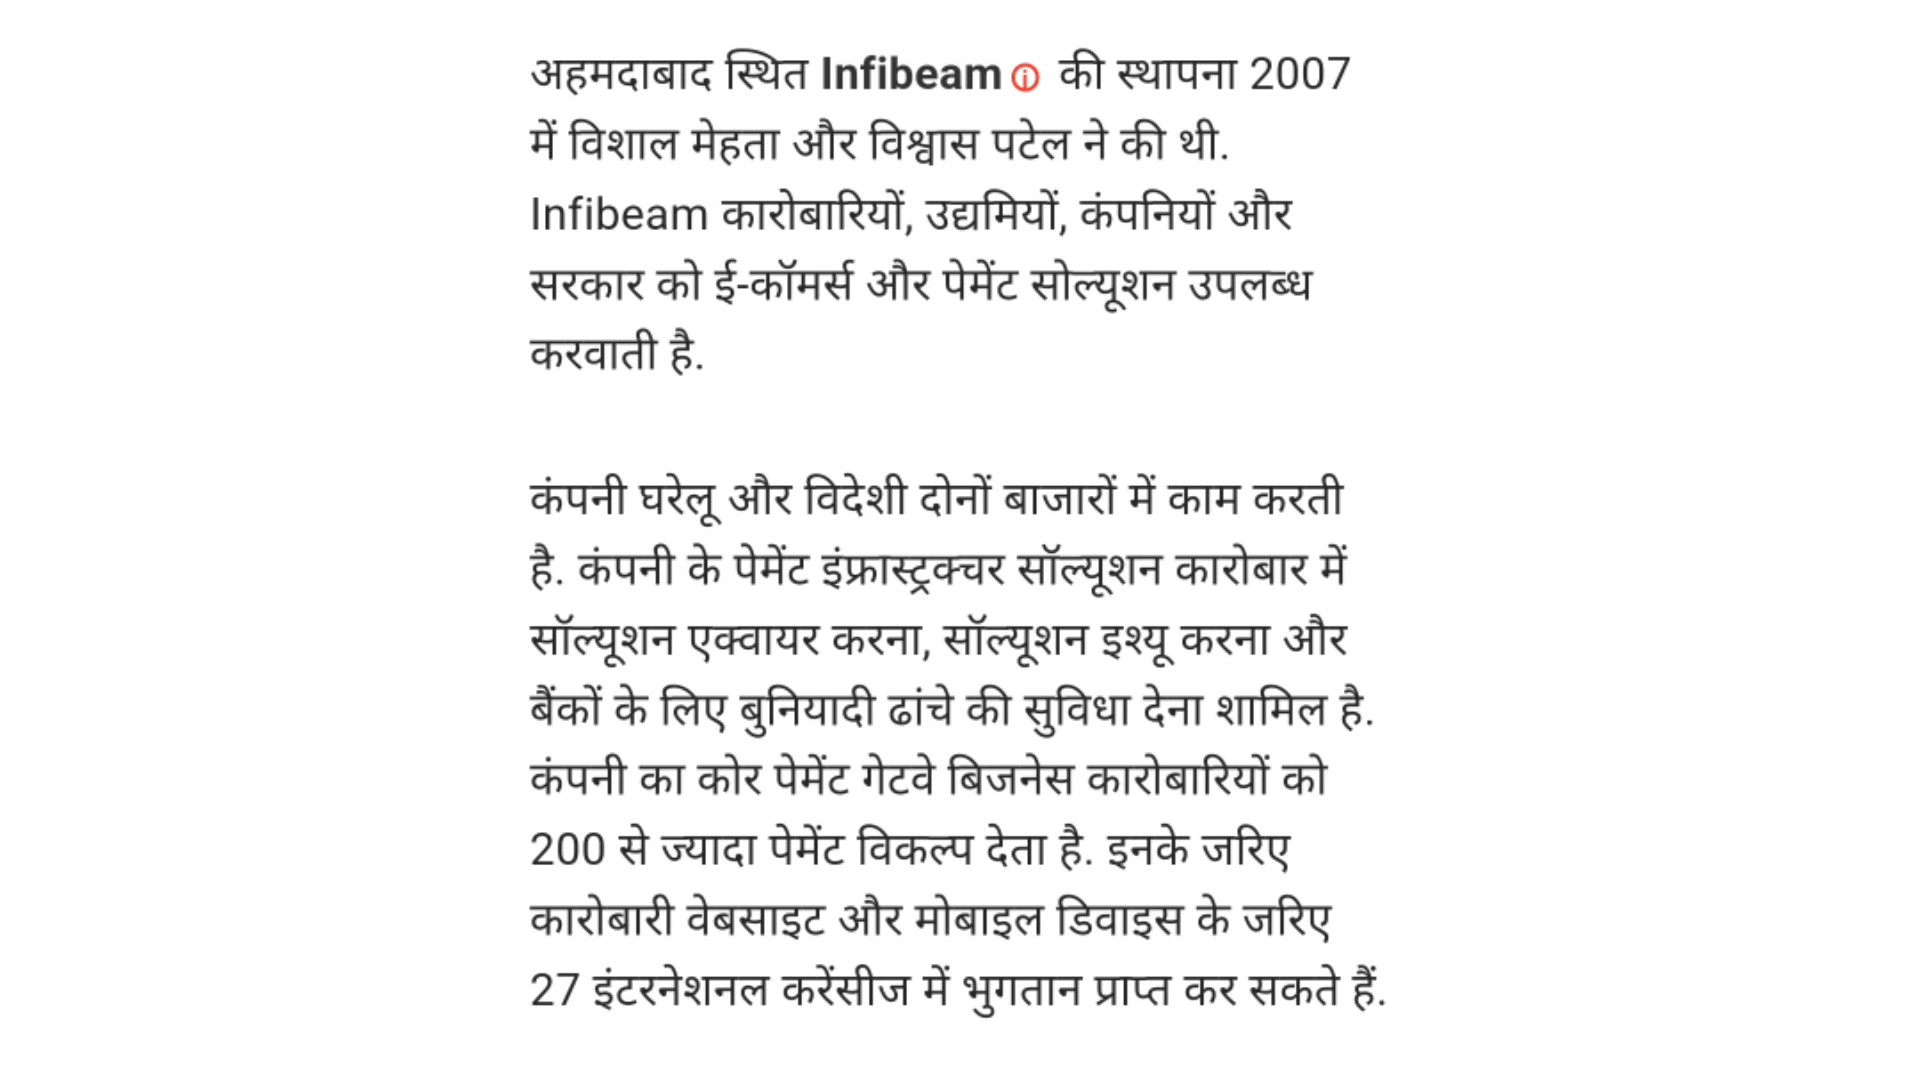 अहमदाबाद स्थित Infibeam की स्थापना 2007
में विशाल मेहता और विश्वास पटेल ने की थी.
Infibeam कारोबारियों, उद्यमियों, कंपनियों और
सरकार को ई-कॉमर्स और पेमेंट सोल्यूशन उपलब्ध
करवाती है.
कंपनी घरेलू और विदेशी दोनों बाजारों में काम करती
है. कंपनी के पेमेंट इंफ्रास्ट्रक्चर सॉल्यूशन कारोबार में
सॉल्यूशन एक्वायर करना, सॉल्यूशन इश्यू करना और
बैंकों के लिए बुनियादी ढांचे की सुविधा देना शामिल है.
कंपनी का कोर पेमेंट गेटवे बिजनेस कारोबारियों को
200 से ज्यादा पेमेंट विकल्प देता है. इनके जरिए
कारोबारी वेबसाइट और मोबाइल डिवाइस के जरिए
27 इंटरनेशनल करेंसीज में भुगतान प्राप्त कर सकते हैं.